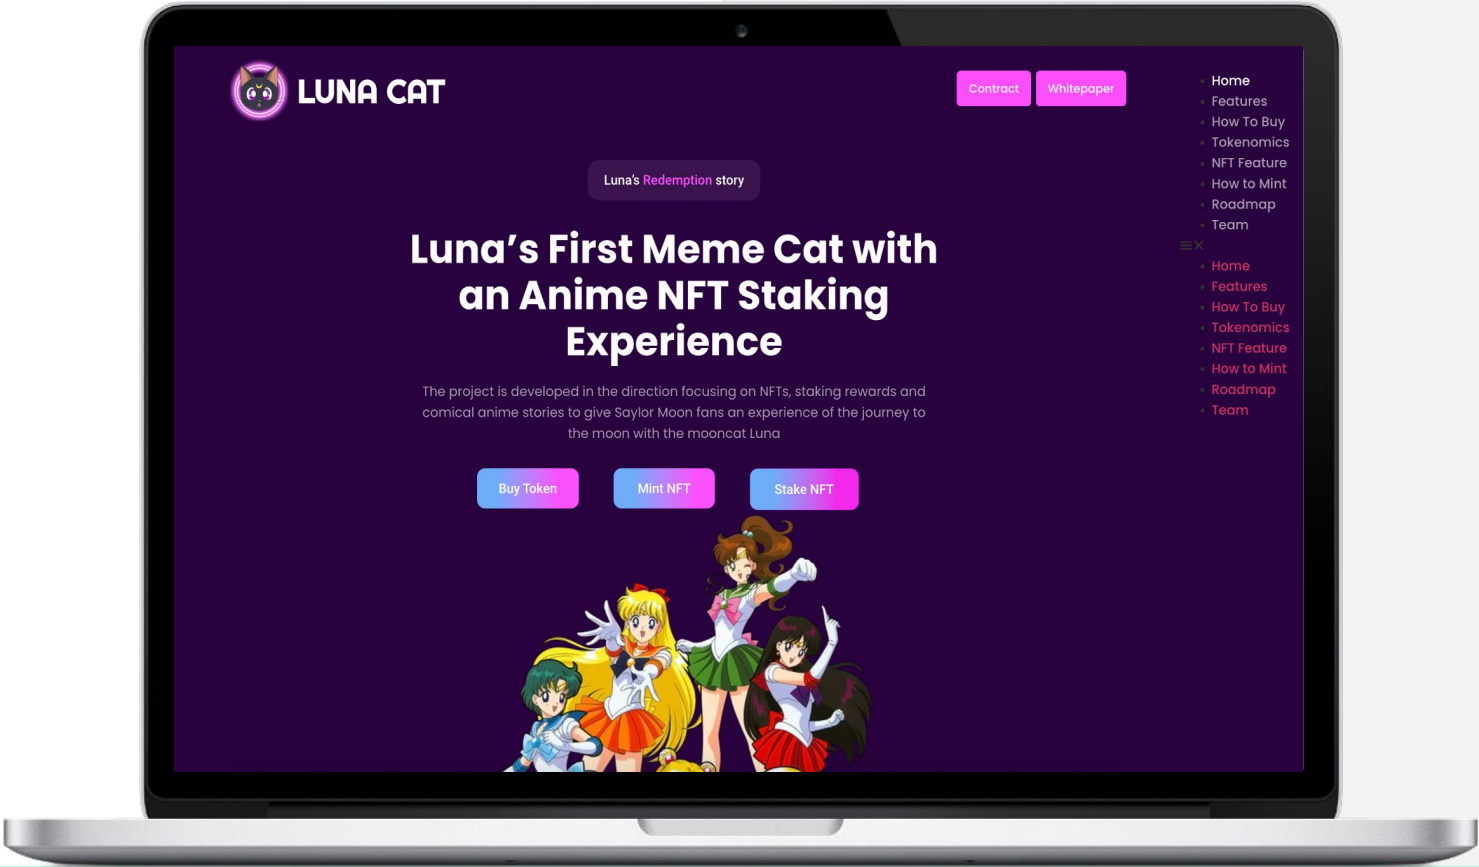 LUNA CAT
Contract
Whitepaper
Home
Features
How To Buy
Tokenomics
NFT Feature
How to Mint
Roadmap
Team
Home
Features
How To Buy
Tokenomics
NFT Feature
How to Mint
Roadmap
Team
Luna's Redemption story
Luna’s First Meme Cat with
an Anime NFT Staking
Experience
The project is developed in the direction focusing on NFTs, staking rewards and
comical anime stories to give Saylor Moon fans an experience of the journey to
the moon with the mooncat Luna
Buy Token
Mint NFT
Stake NFT